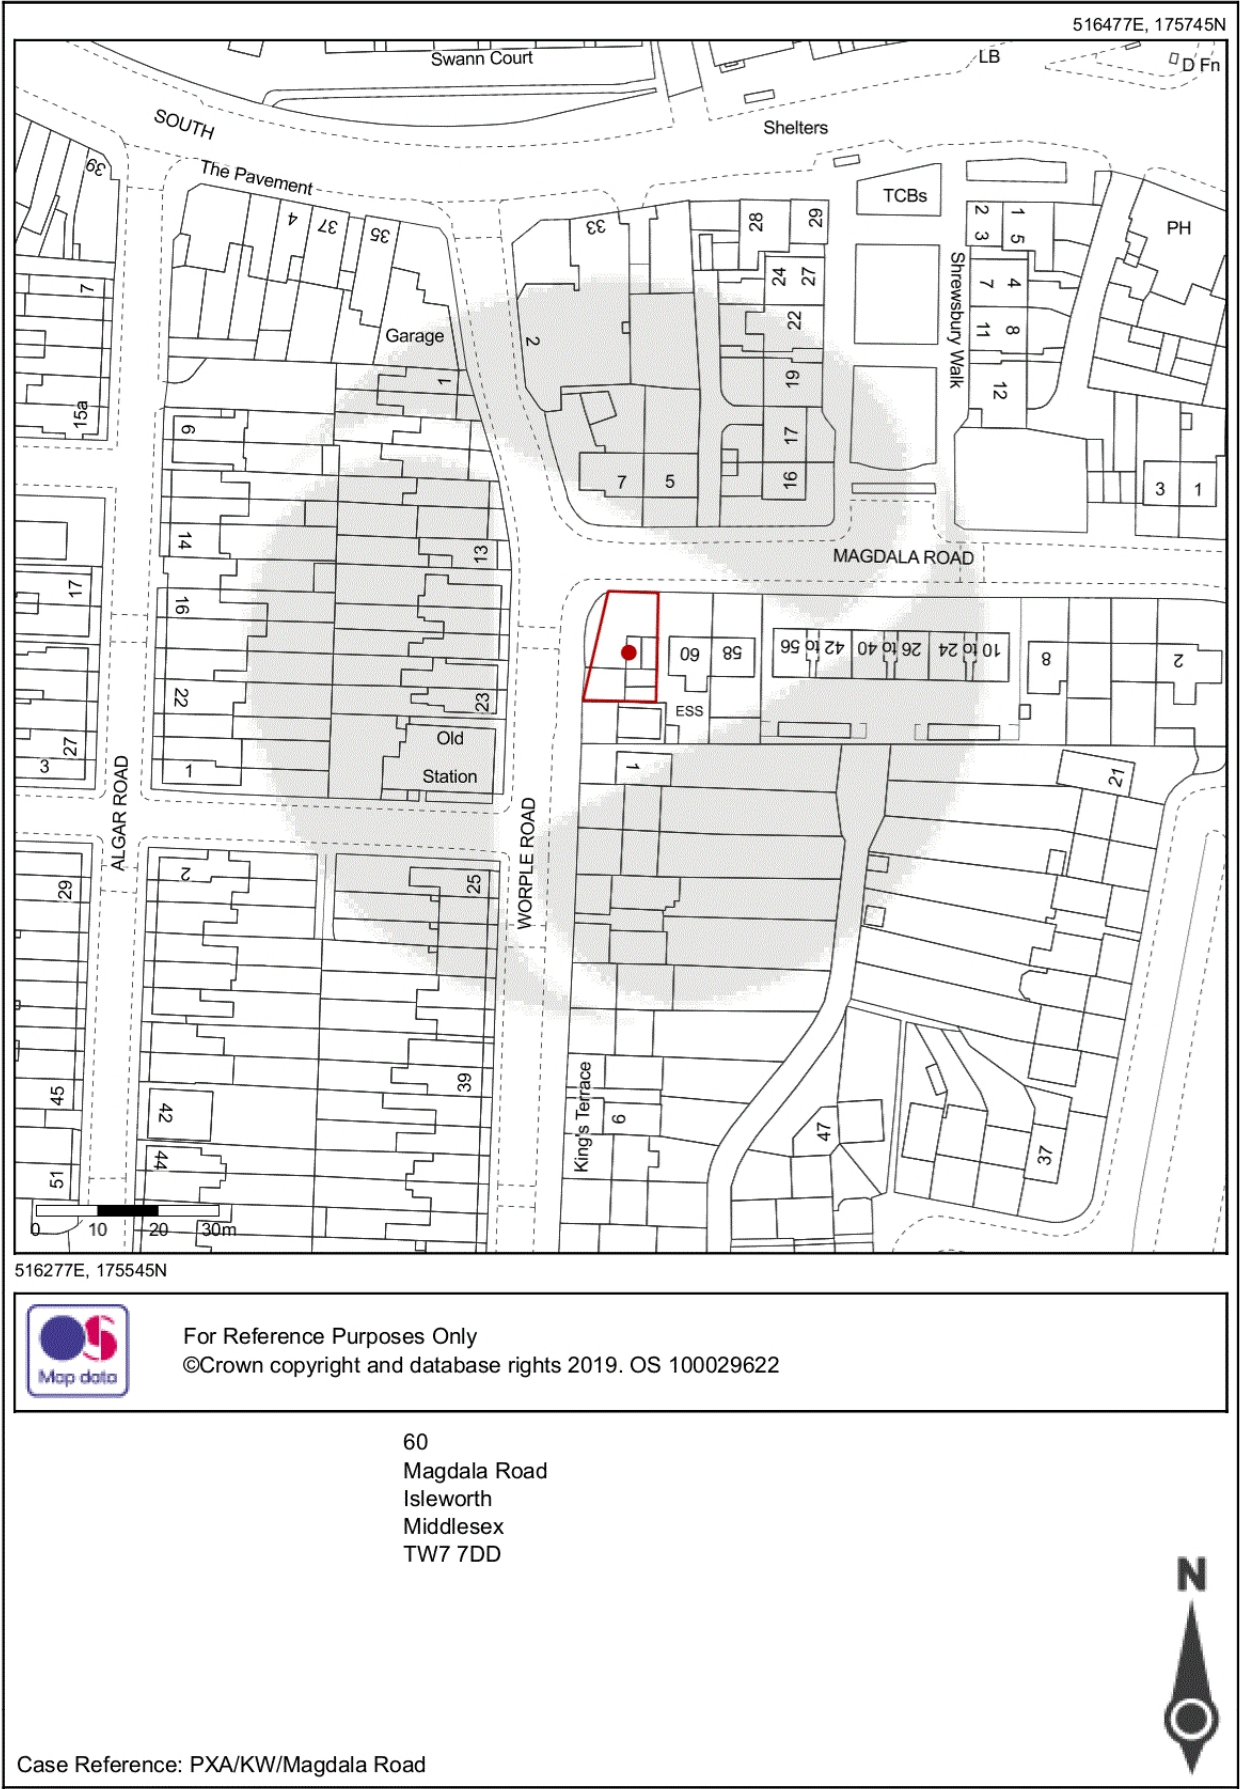 516477E, 175745N
Swann Court
LB
D Fn
SOUTH
Shelters
39
The Pavement
TCBs
4
37
35
33
28
29
2
1
3
5
PH
7
24
27
7
4
Shrewsbury Walk
Garage
2
22
11
8
1
19
12
15a
6
17
7
5
16
3
1
14
13
MAGDALA ROAD
17
16
60
58
42 to 56
26 to 40
10 to 24
8
2
22
23
ESS
27
3
1
Old
Station
1
21
ALGAR ROAD
WORPLE ROAD
29
2
25
45
42
39
King's Terrace
6
47
37
51
44
0 10 20 30m
516277E, 175545N
OS
Map data
For Reference Purposes Only
©Crown copyright and database rights 2019. OS 100029622
60
Magdala Road
Isleworth
Middlesex
TW7 7DD
N
Case Reference: PXA/KW/Magdala Road